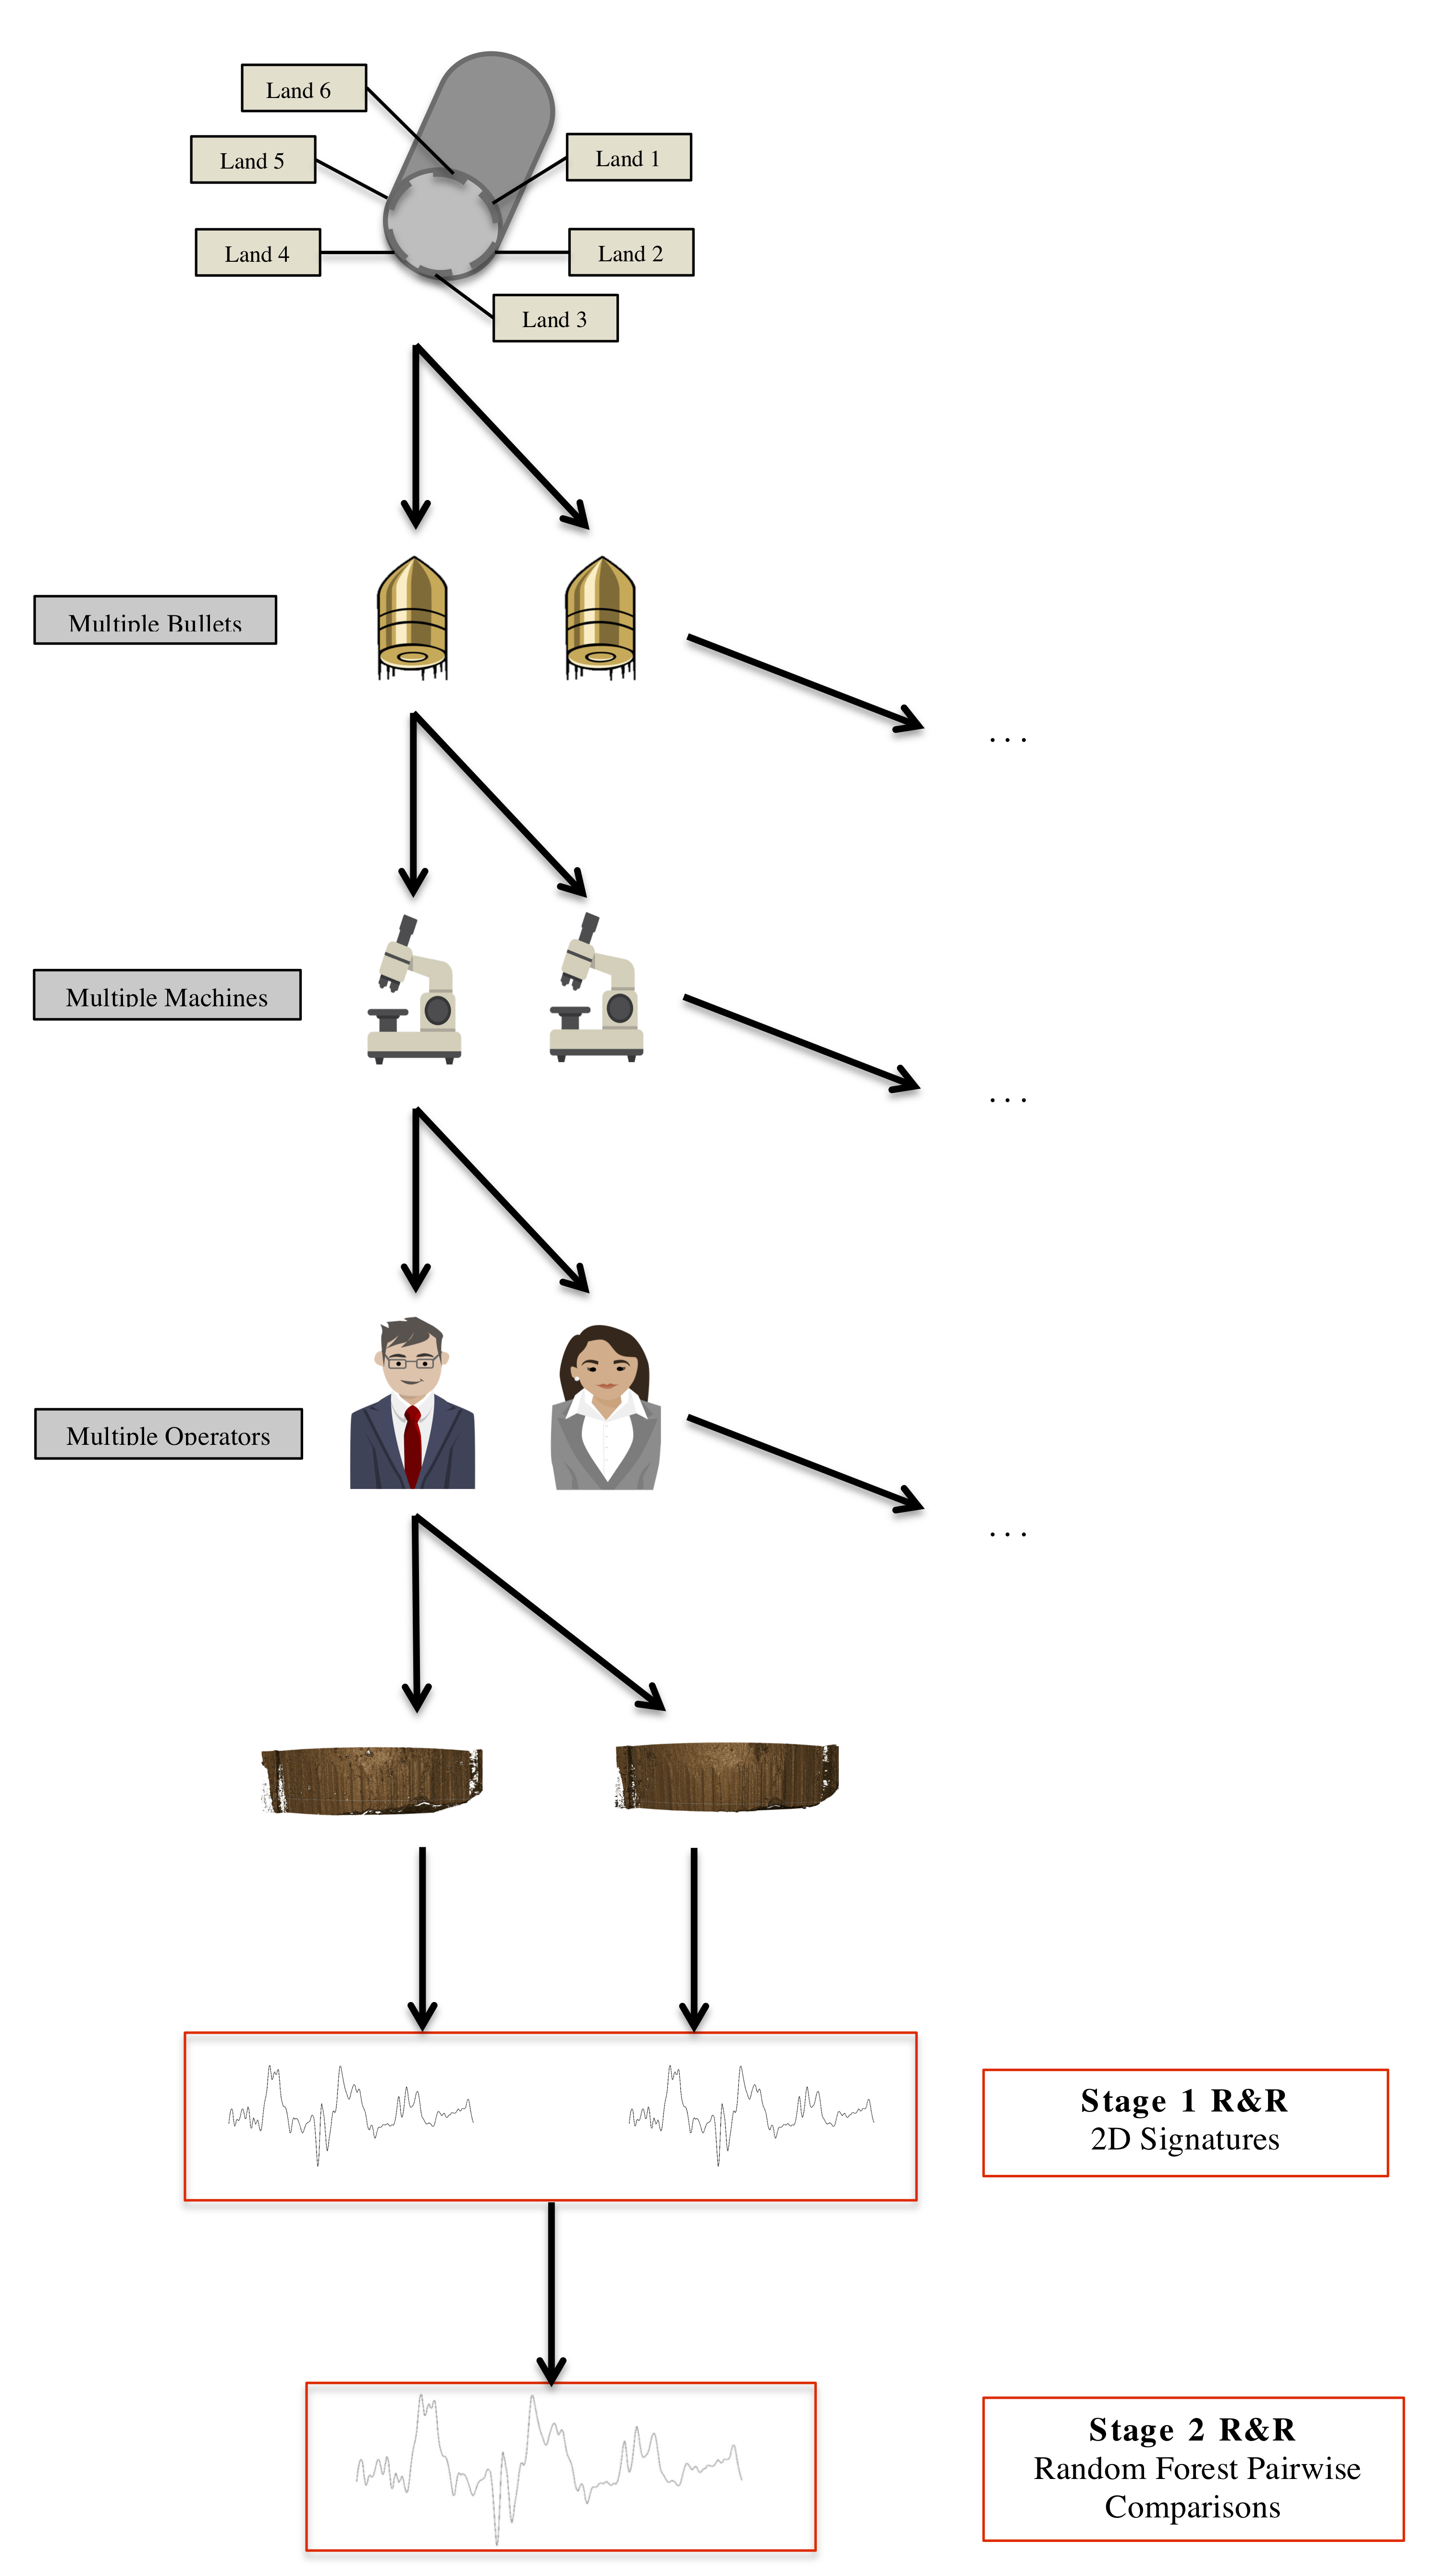 Land 6
Land 5
Land 1
Land 4
Land 2
Land 3
Multiple Bullets
. . .
Multiple Machines
. . .
Multiple Operators
. . .
Stage 1 R&R
2D Signatures
Stage 2 R&R
Random Forest Pairwise
Comparisons